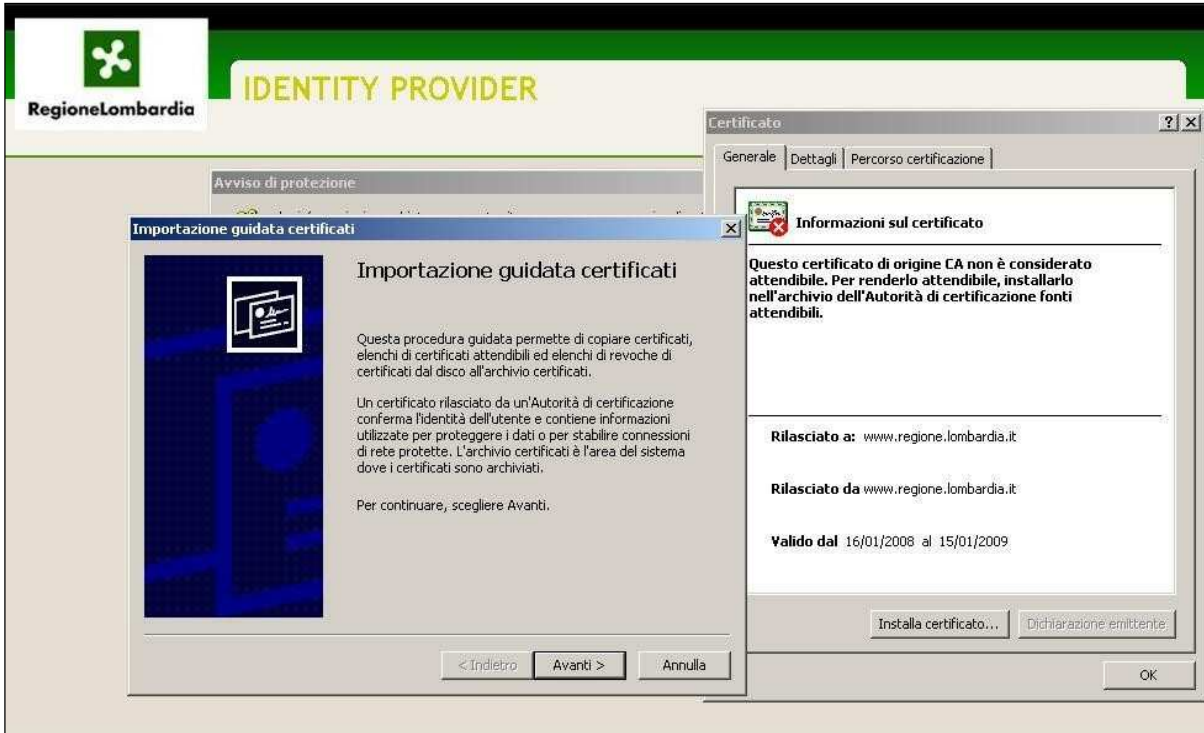 RegioneLombardia
IDENTITY PROVIDER
Avviso di protezione
Importazione guidata certificati
Importazione guidata certificati
Questa procedura guidata permette di copiare certificati,
elenchi di certificati attendibili ed elenchi di revoche di
certificati dal disco all'archivio certificati.
Un certificato rilasciato da un'Autorità di certificazione
conferma l'identità dell'utente e contiene informazioni
utilizzate per proteggere i dati o per stabilire connessioni
di rete protette. L'archivio certificati è l'area del sistema
dove i certificati sono archiviati.
Per continuare, scegliere Avanti.
< Indietro
Avanti >
Annulla
Certificato
Generale
Dettagli
Percorso certificazione
Informazioni sul certificato
Questo certificato di origine CA non è considerato
attendibile. Per renderlo attendibile, installarlo
nell'archivio dell'Autorità di certificazione fonti
attendibili.
Rilasciato a: www.regione.lombardia.it
Rilasciato da www.regione.lombardia.it
Valido dal 16/01/2008 al 15/01/2009
Installa certificato...
Dichiarazione emittente
OK